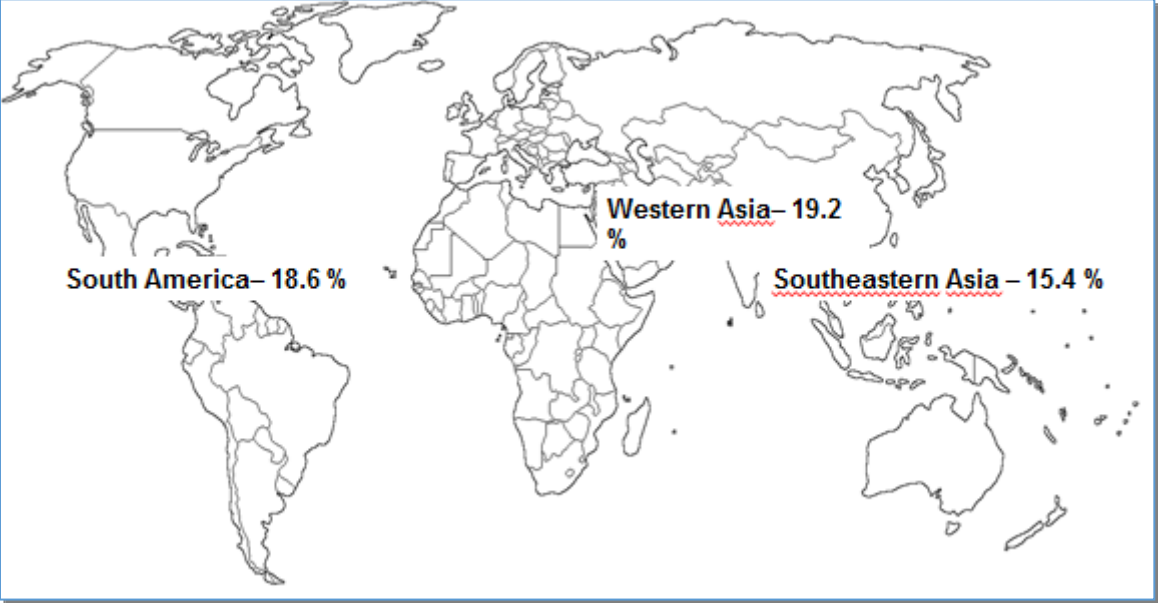 Western Asia– 19.2
%
South America– 18.6 %
Southeastern Asia – 15.4 %